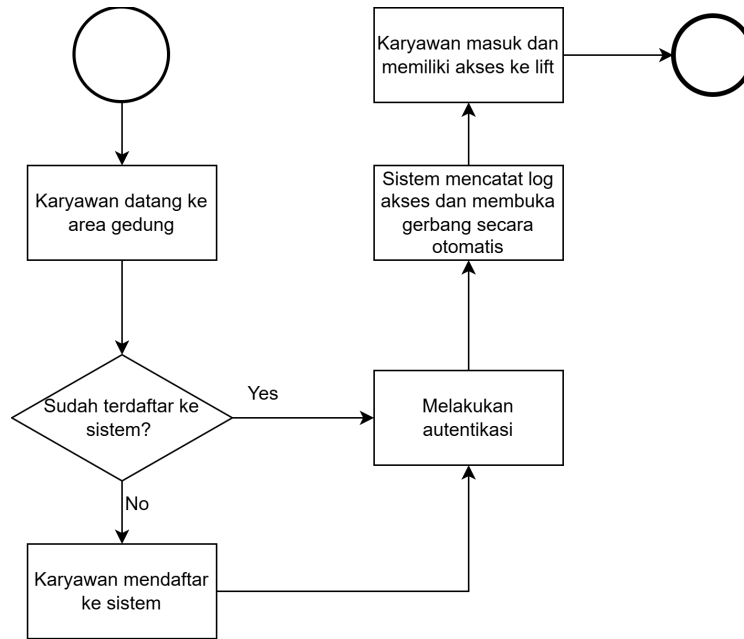 Karyawan datang ke
area gedung
Sudah terdaftar ke
sistem?
Yes
No
Karyawan mendaftar
ke sistem
Melakukan
autentikasi
Sistem mencatat log
akses dan membuka
gerbang secara
otomatis
Karyawan masuk dan
memiliki akses ke lift